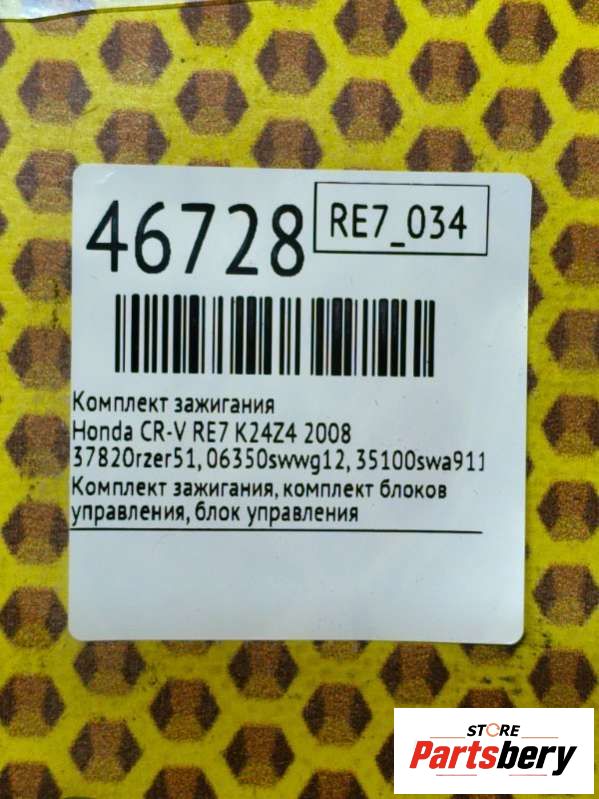 46728
RE7_034
Комплект зажигания
Honda CR-V RE7 K24Z4 2008
37820rzer51, 06350swwg12, 35100swa911
Комплект зажигания, комплект блоков
управления, блок управления
STORE
Partsbery